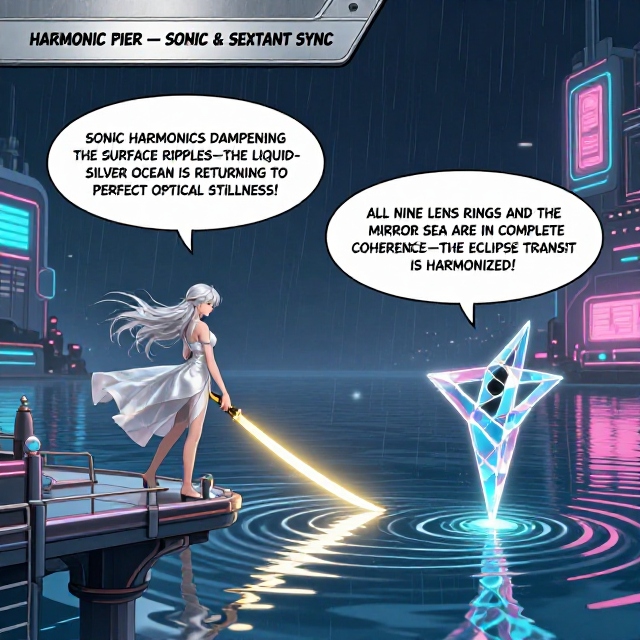 HARMONIC PIER — SONIC & SEXTANT SYNC
SONIC HARMONICS DAMPENING
THE SURFACE RIPPLES—THE LIQUID-
SILVER OCEAN IS RETURNING TO
PERFECT OPTICAL STILLNESS!
ALL NINE LENS RINGS AND THE
MIRROR SEA ARE IN COMPLETE
COHERENCE—THE ECLIPSE TRANSIT
IS HARMONIZED!